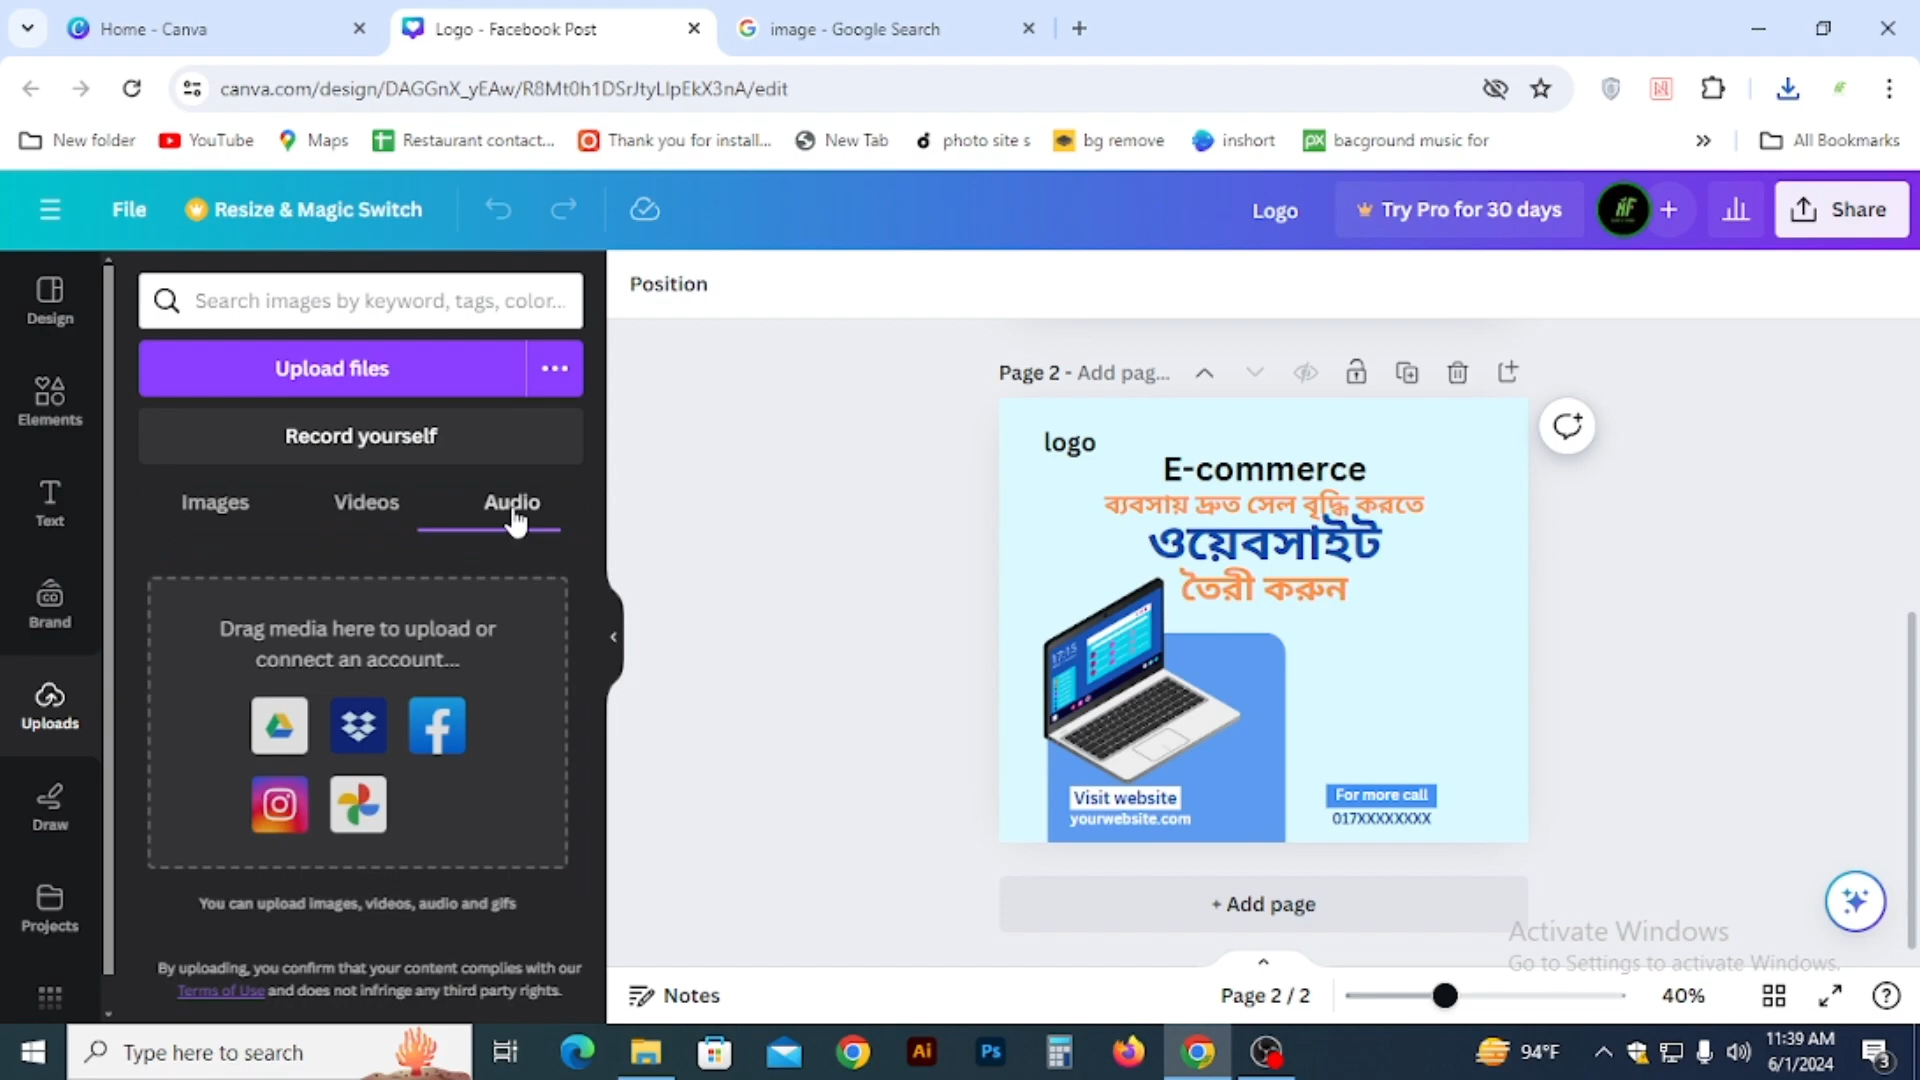 Home - Canva
Logo - Facebook Post
image - Google Search
canva.com/design/DAGGnX_yEAw/R8Mt0h1DSrJtyLlpEkX3nA/edit
New folder
YouTube
Maps
Restaurant contact...
Thank you for install...
New Tab
photo site s
bg remove
inshort
px
bacground music for
All Bookmarks
File
Resize & Magic Switch
Logo
Try Pro for 30 days
Share
Design
Elements
Text
Brand
Uploads
Draw
Projects
Search images by keyword, tags, color...
Upload files
Record yourself
Images
Videos
Audio
Drag media here to upload or
connect an account...
You can upload images, videos, audio and gifs
By uploading, you confirm that your content complies with our
Terms of Use and does not infringe any third party rights.
Position
Page 2 - Add pag...
logo
E-commerce
ব্যবসায় দ্রুত সেল বৃদ্ধি করতে
ওয়েবসাইট
তৈরী করুন
17:15
Visit website
yourwebsite.com
For more call
017XXXXXXXX
+ Add page
Activate Windows
Go to Settings to activate Windows.
Notes
Page 2 / 2
40%
Type here to search
Ai
Ps
94°F
11:39 AM
6/1/2024
3